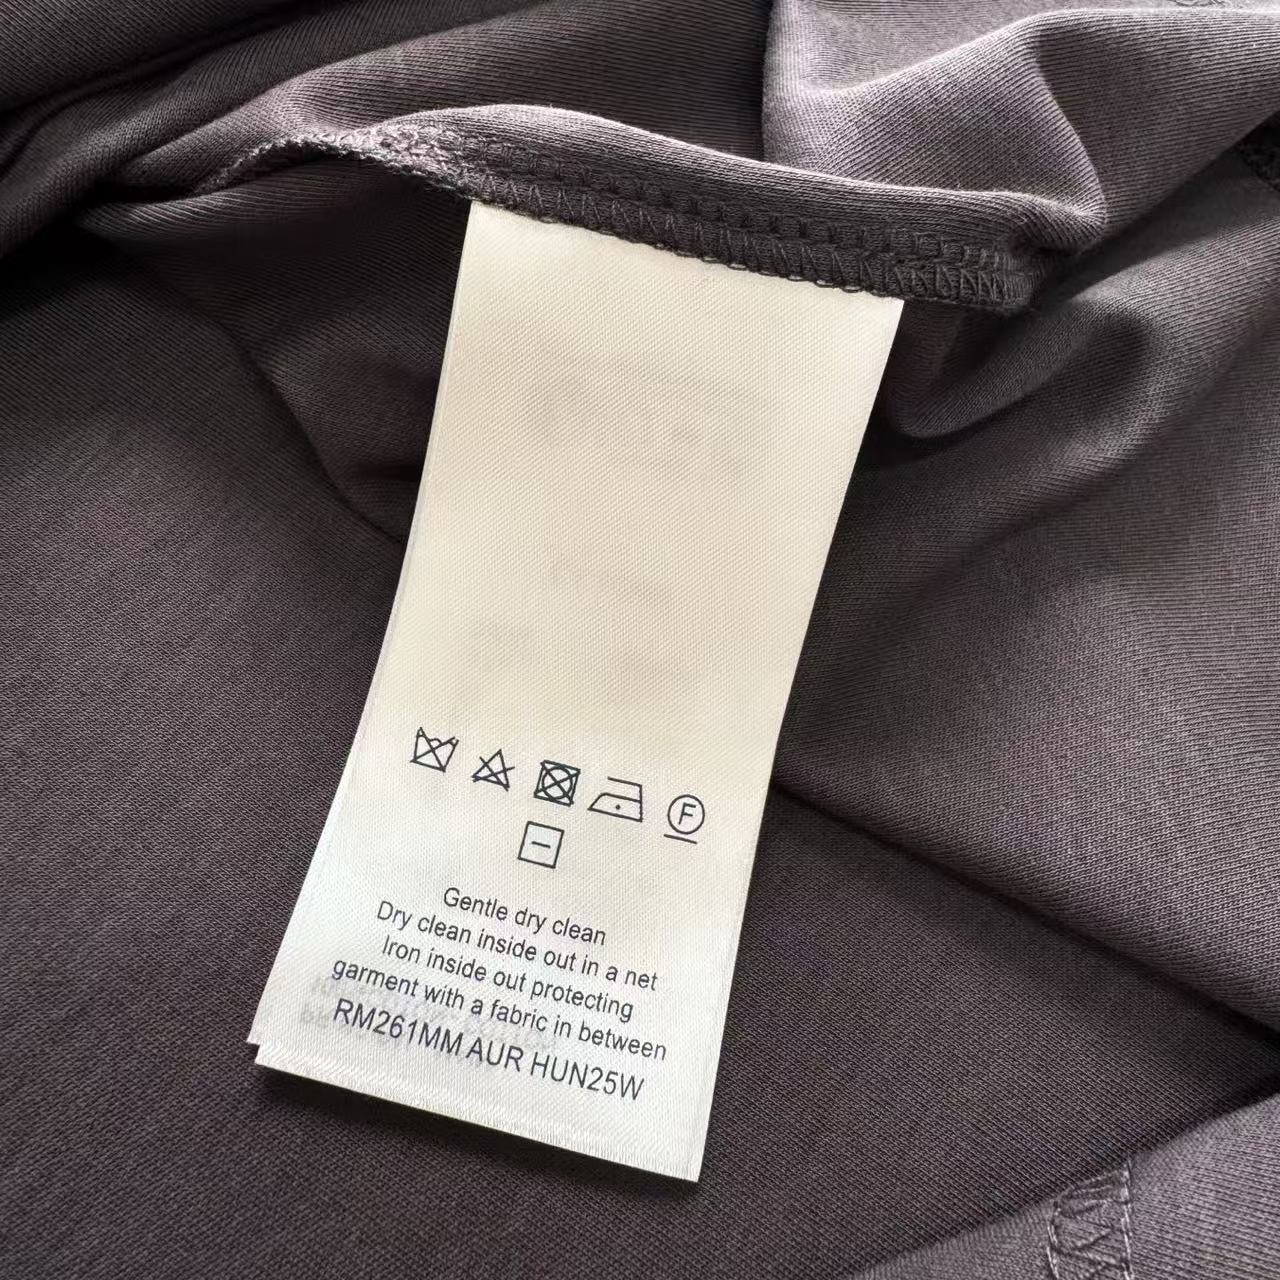 F
Gentle dry clean
Dry clean inside out in a net
Iron inside out protecting
garment with a fabric in between
RM261MM AUR HUN25W